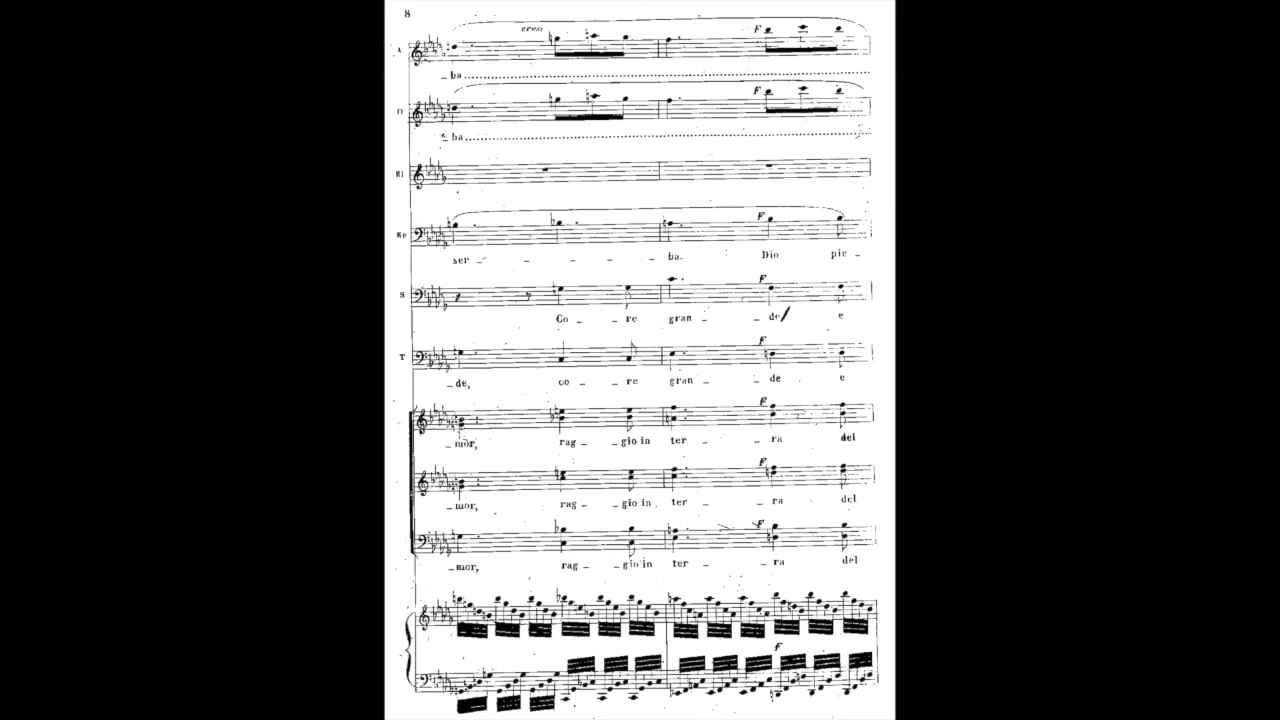 8
cresc. F
A
_ ba
F
O
_ ba
Ri
F
Re
ser _ _ _ _ ba. Dio pie _
F
S
Co _ _ re gran _ _ de e
F
T
_ de, co _ _ re gran _ _ de e
F
_ mor, rag _ _ gio in ter _ _ ra del
F
_ mor, rag _ _ gio in ter _ _ ra del
F
_ mor, rag _ _ gio in ter _ _ ra del
F